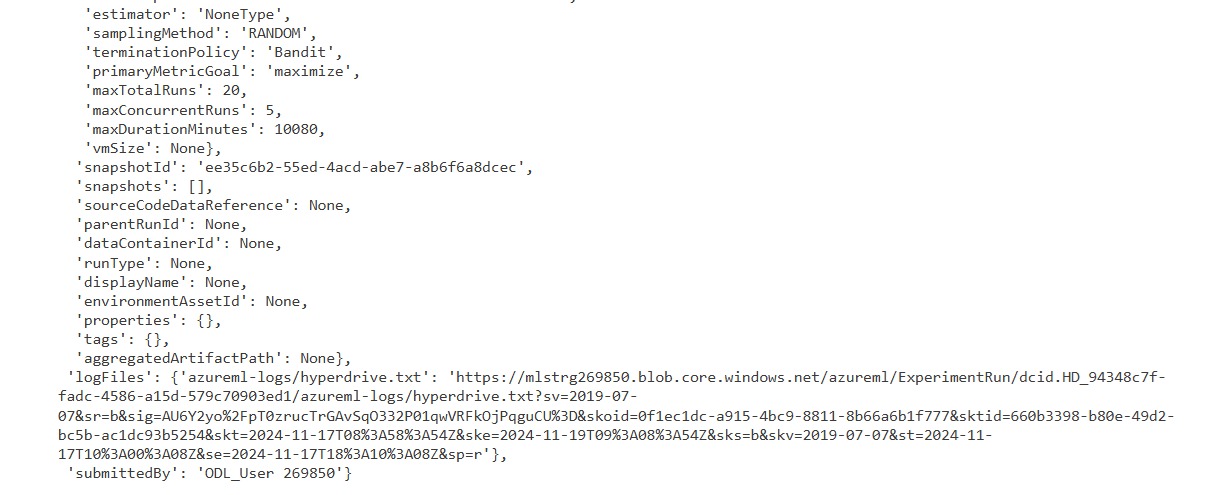 'estimator': 'NoneType',
'samplingMethod': 'RANDOM',
'terminationPolicy': 'Bandit',
'primaryMetricGoal': 'maximize',
'maxTotalRuns': 20,
'maxConcurrentRuns': 5,
'maxDurationMinutes': 10080,
'vmSize': None},
'snapshotId': 'ee35c6b2-55ed-4acd-abe7-a8b6f6a8dcec',
'snapshots': [],
'sourceCodeDataReference': None,
'parentRunId': None,
'dataContainerId': None,
'runType': None,
'displayName': None,
'environmentAssetId': None,
'properties': {},
'tags': {},
'aggregatedArtifactPath': None},
'logFiles': {'azureml-logs/hyperdrive.txt': 'https://mlstrg269850.blob.core.windows.net/azureml/ExperimentRun/dcid.HD_94348c7f-
fadc-4586-a15d-579c70903ed1/azureml-logs/hyperdrive.txt?sv=2019-07-
07&sr=b&sig=AU6Y2yo%2FpT0zrucTrGAvSqO332P01qwVRFkOjPqguCU%3D&skoid=0f1ec1dc-a915-4bc9-8811-8b66a6b1f777&sktid=660b3398-b80e-49d2-
bc5b-ac1dc93b5254&skt=2024-11-17T08%3A58%3A54Z&ske=2024-11-19T09%3A08%3A54Z&sks=b&skv=2019-07-07&st=2024-11-
17T10%3A00%3A08Z&se=2024-11-17T18%3A10%3A08Z&sp=r'},
'submittedBy': 'ODL_User 269850'}